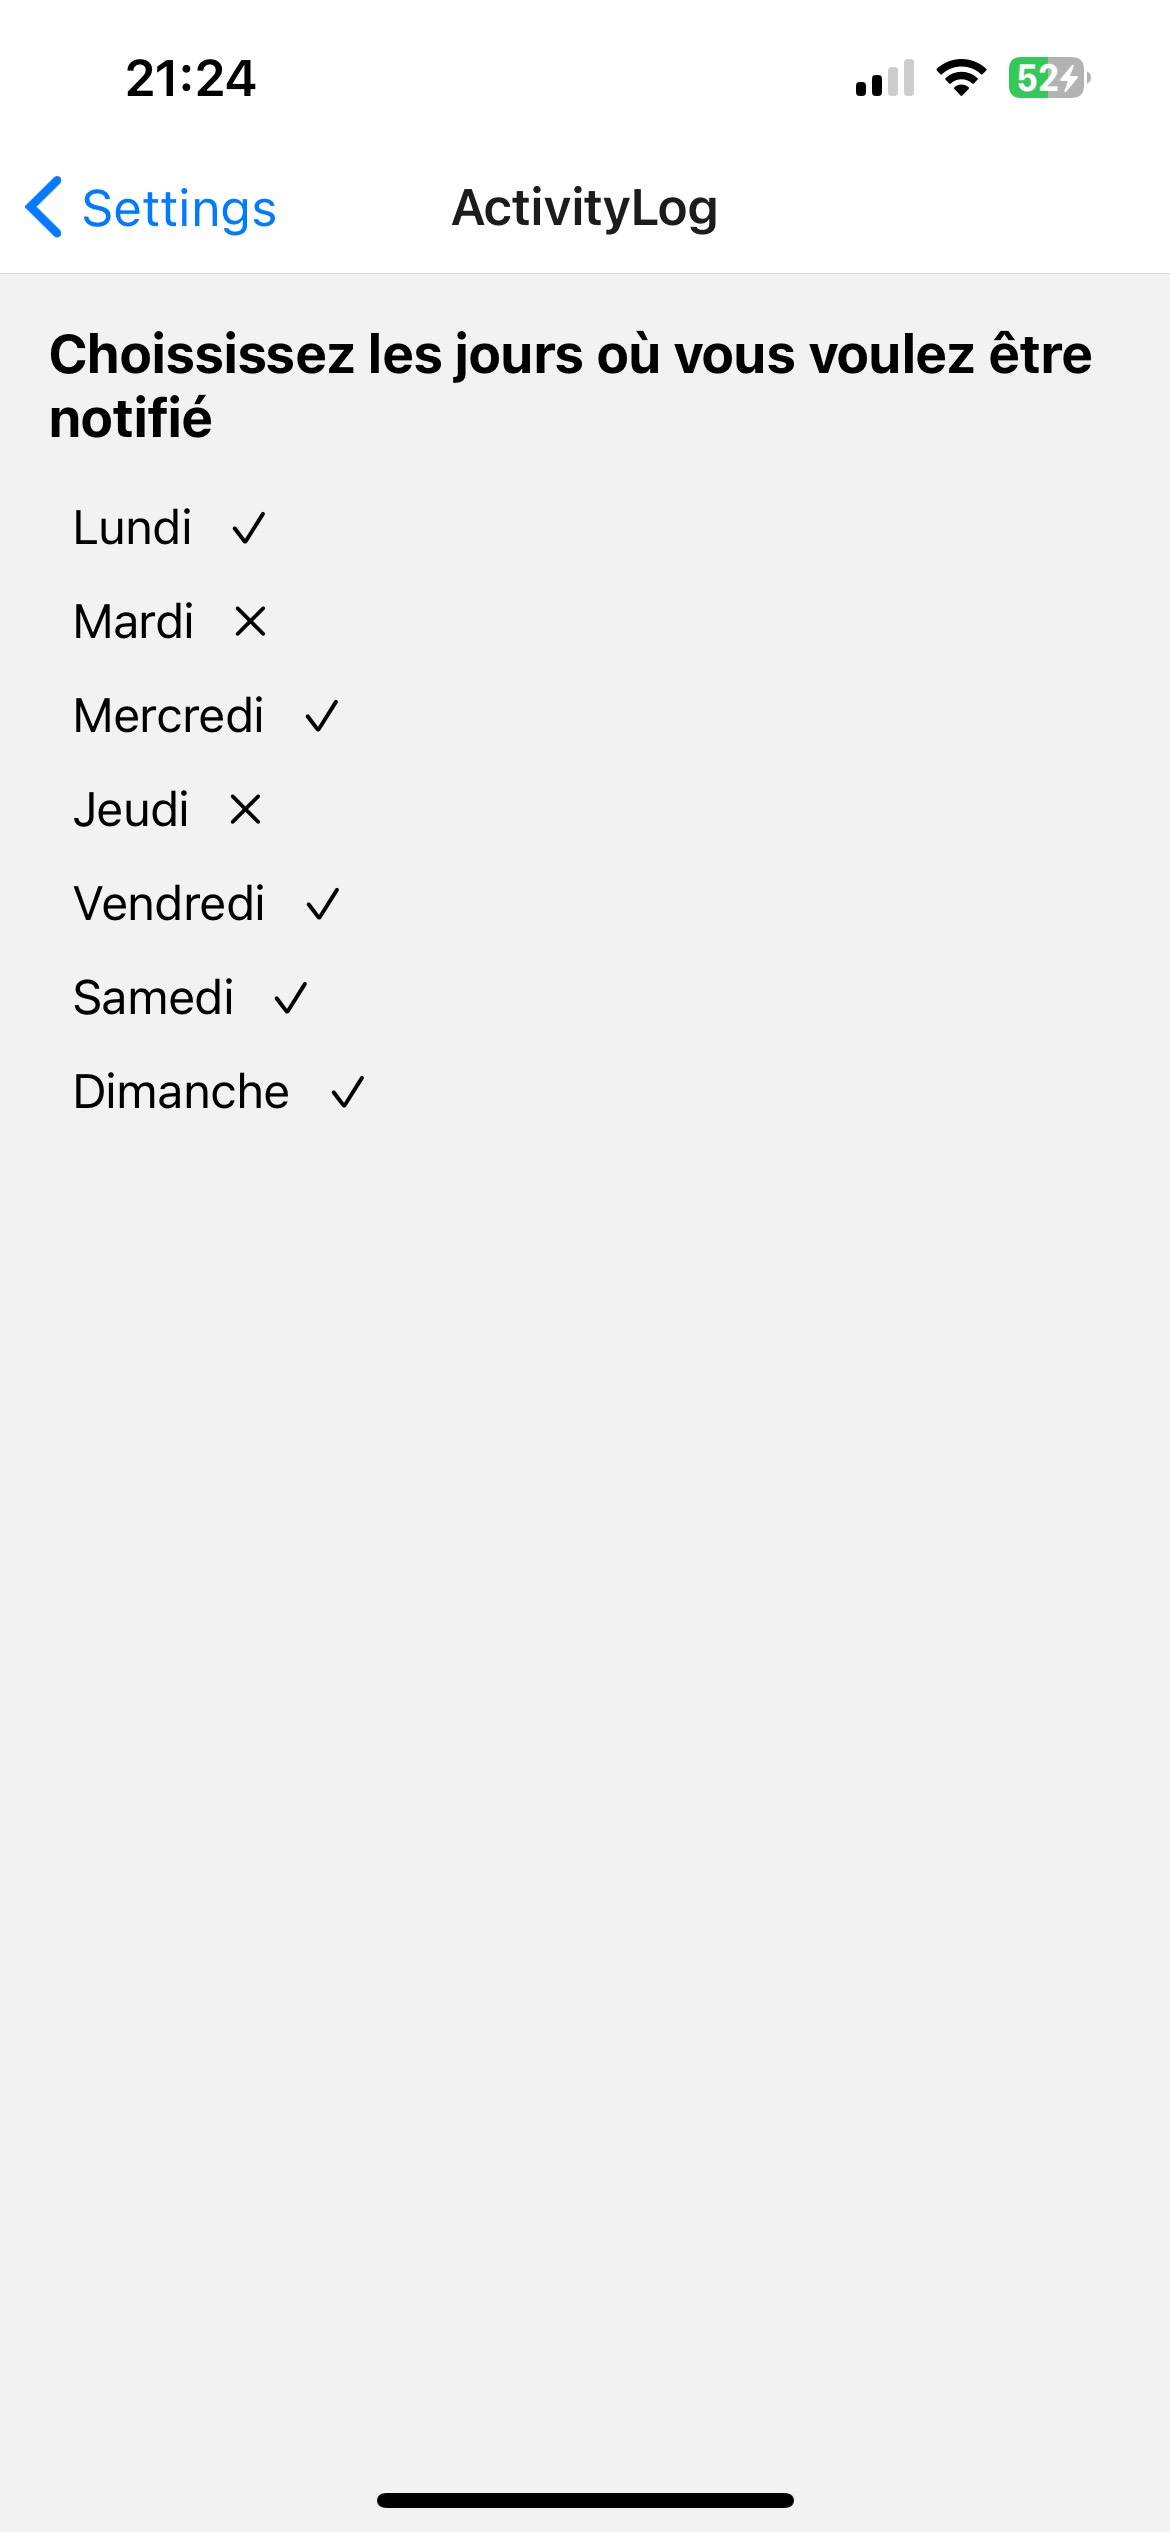 21:24
52
Settings
ActivityLog
Choississez les jours où vous voulez être
notifié
Lundi ✓
Mardi ✕
Mercredi ✓
Jeudi ✕
Vendredi ✓
Samedi ✓
Dimanche ✓